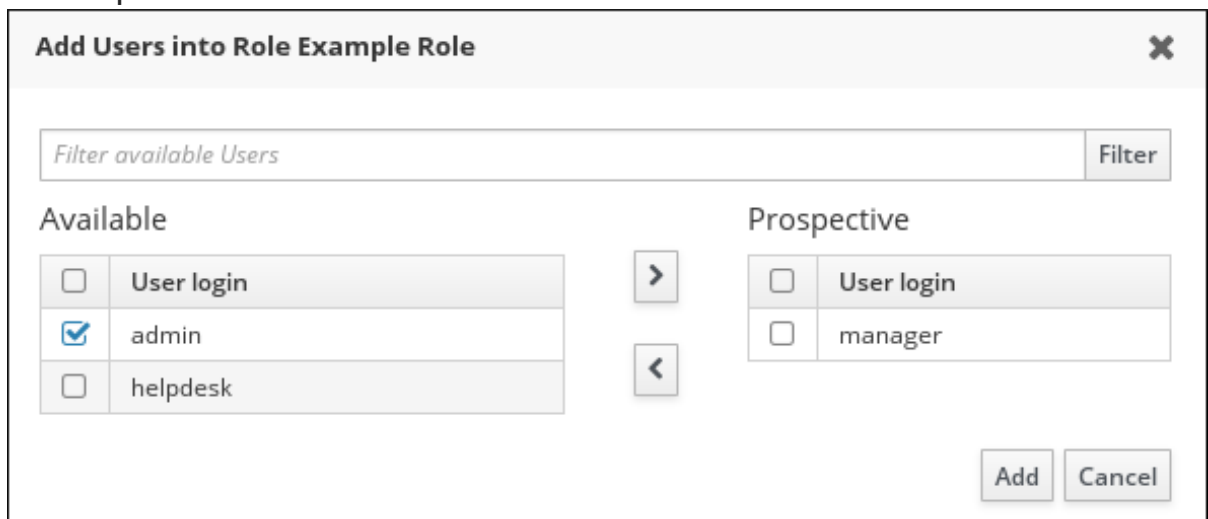 Add Users into Role Example Role
Filter available Users Filter
Available Prospective
User login User login
admin manager
helpdesk
Add Cancel